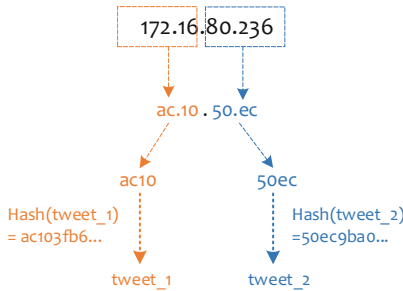 172.16.80.236
ac.10 . 50.ec
ac10
50ec
Hash(tweet_1)
= ac103fb6...
Hash(tweet_2)
=50ec9ba0...
tweet_1
tweet_2